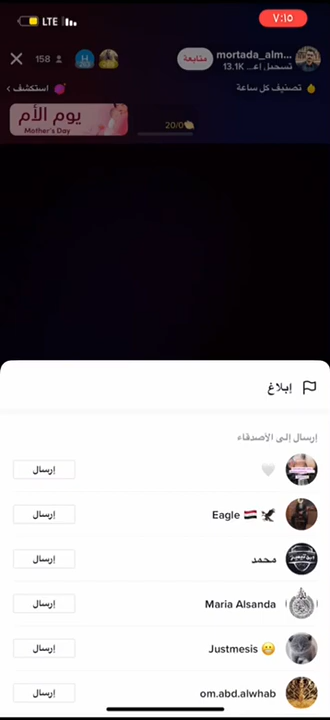 LTE
٧:١٥
mortada_alm...
متابعة
158
H
13.1K
تصنيف كل ساعة
استكشف
يوم الأم
Mother's Day
20/0
إبلاغ
إرسال إلى الأصدقاء
إرسال
Eagle
إرسال
محمد
إرسال
Maria Alsanda
إرسال
Justmesis
إرسال
om.abd.alwhab
إرسال